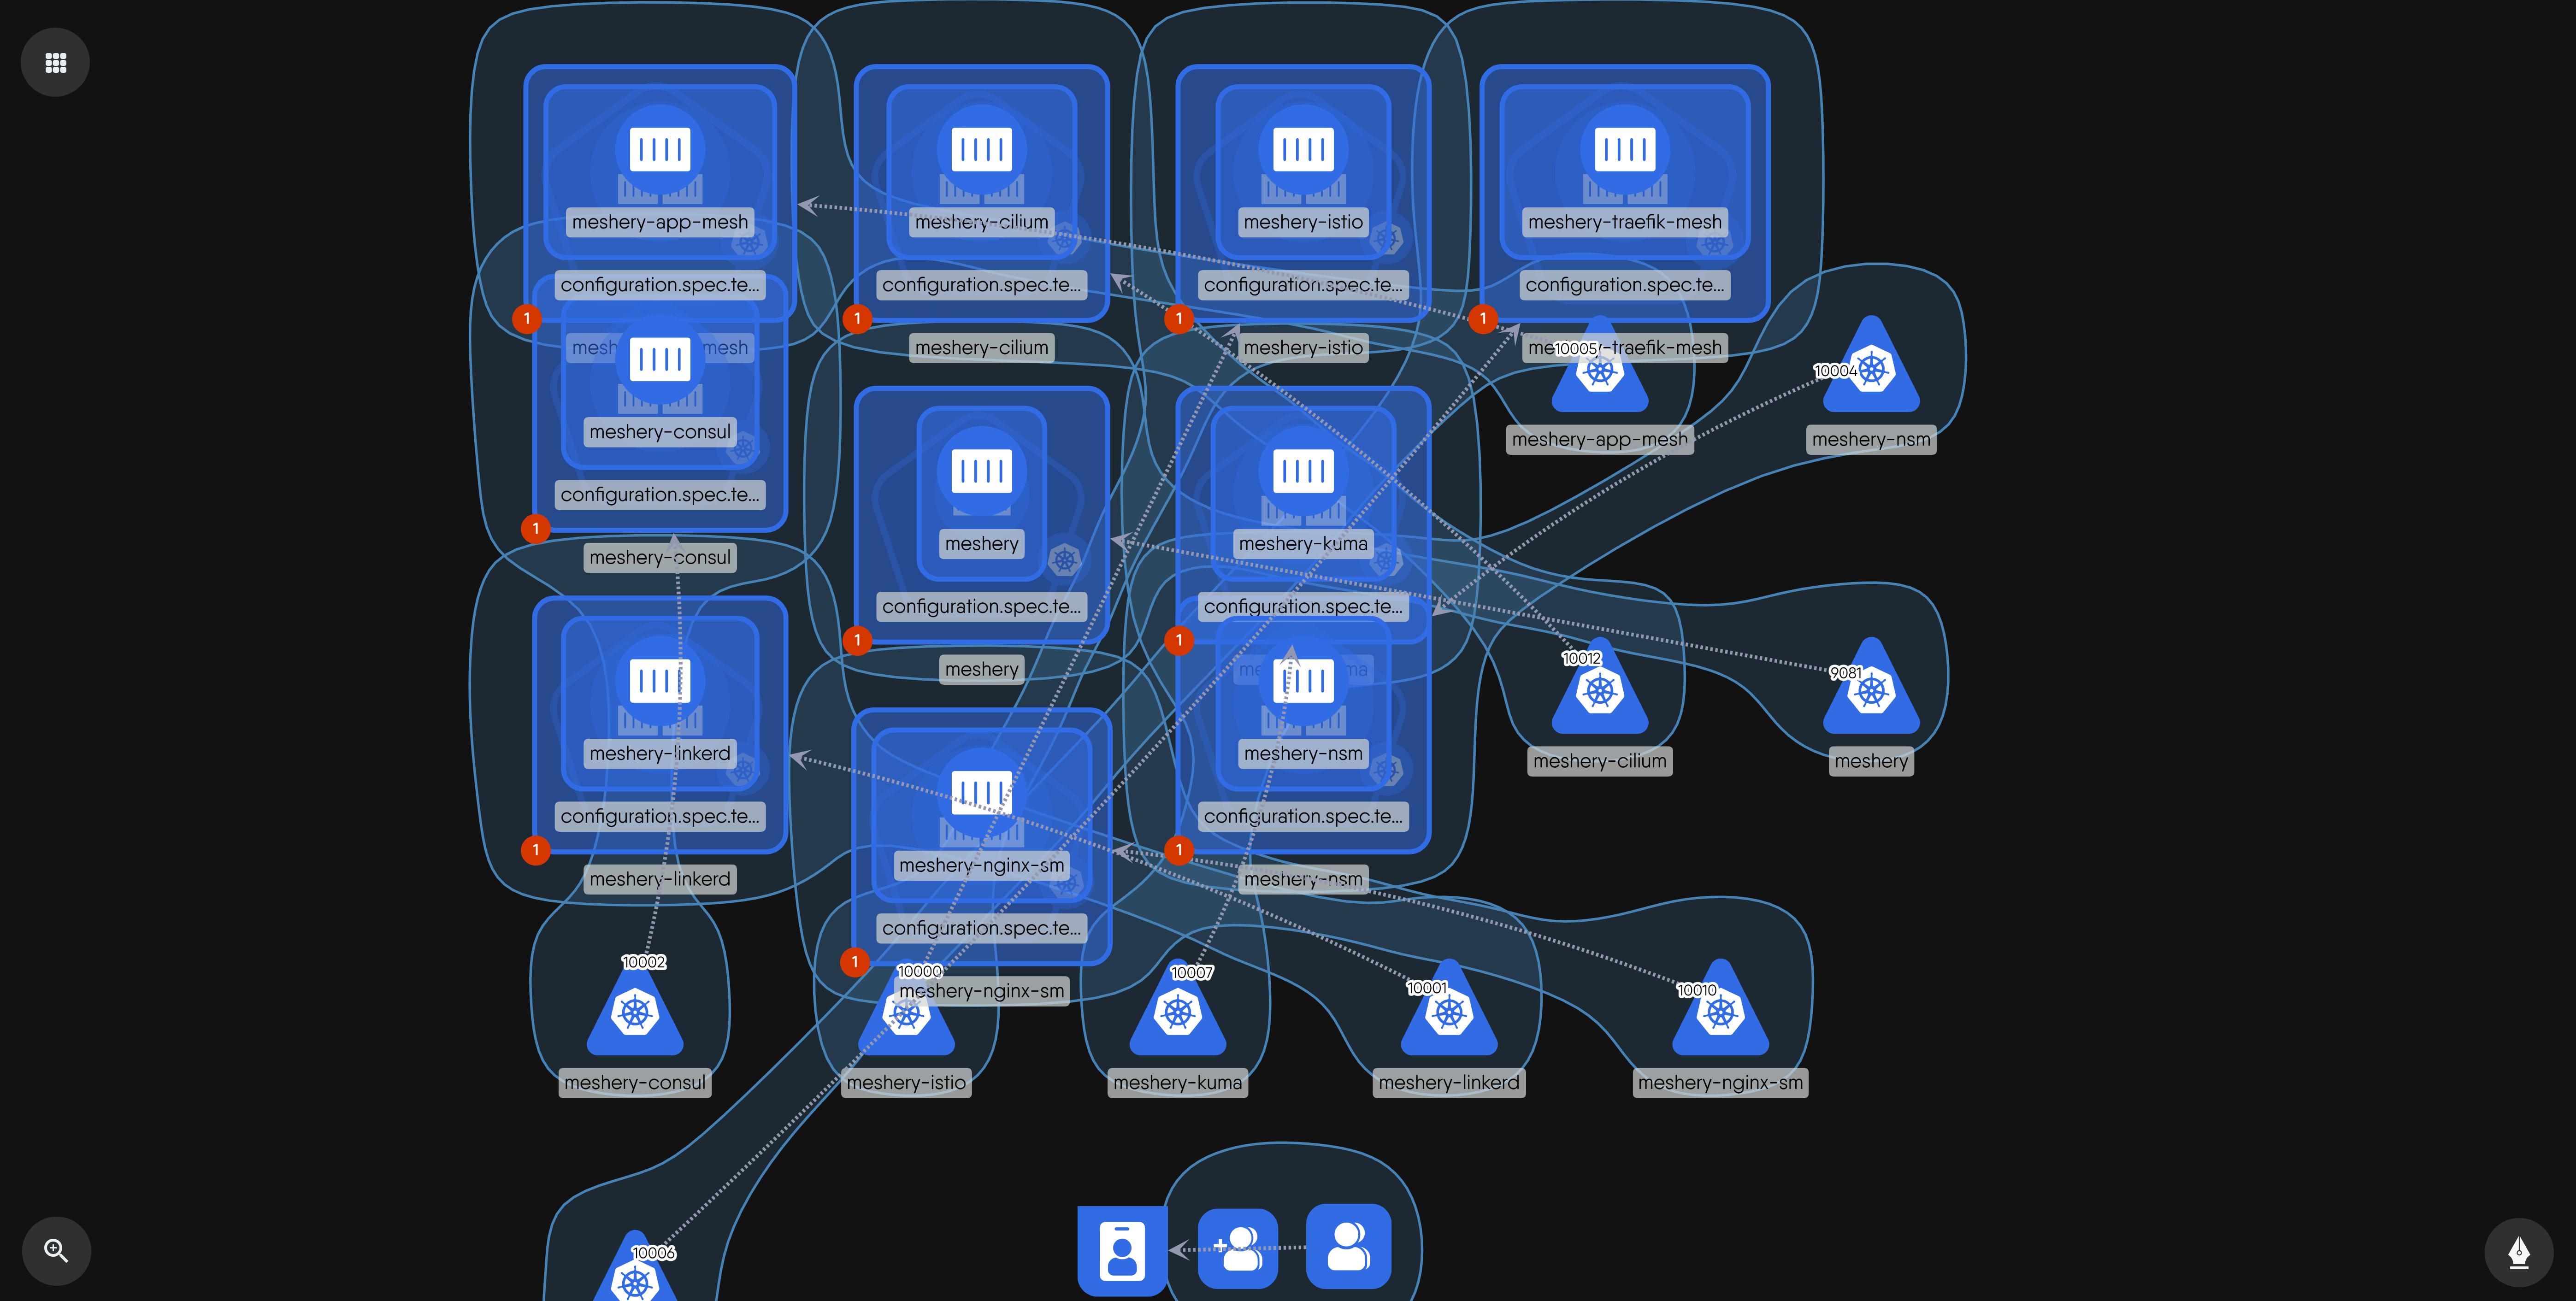 meshery-app-mesh
meshery-cilium
meshery-istio
meshery-traefik-mesh
configuration.spec.te...
configuration.spec.te...
configuration.spec.te...
configuration.spec.te...
1
1
1
1
mesh
mesh
meshery-cilium
meshery-istio
traefik-mesh
10005
10004
meshery-consul
meshery-app-mesh
meshery-nsm
configuration.spec.te...
1
meshery-consul
meshery
meshery-kuma
configuration.spec.te...
configuration.spec.te...
1
1
meshery
10012
9081
meshery-linkerd
meshery-nsm
meshery-cilium
meshery
configuration.spec.te...
configuration.spec.te...
1
1
meshery-linkerd
meshery-nginx-sm
meshery-nsm
configuration.spec.te...
1
meshery-nginx-sm
10002
10000
10007
10001
10010
meshery-consul
meshery-istio
meshery-kuma
meshery-linkerd
meshery-nginx-sm
10006